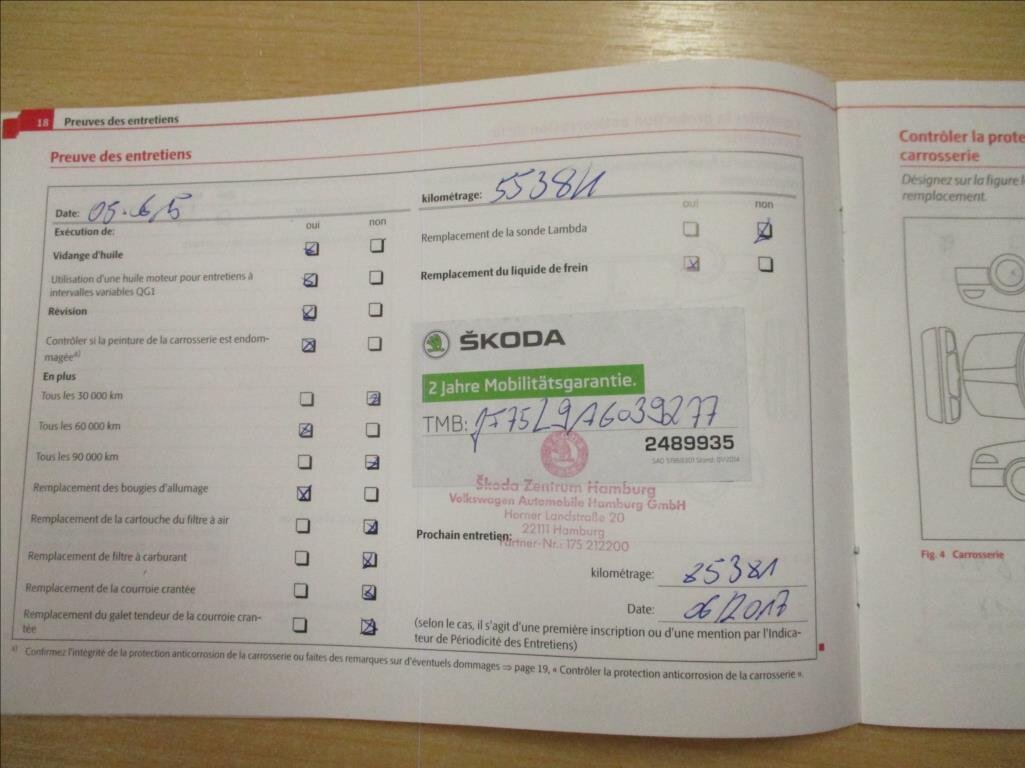 18 Preuves des entretiens
Preuve des entretiens
Date: 05.6/5
Exécution de:
oui non
Vidange d'huile
Utilisation d'une huile moteur pour entretiens à
intervalles variables QG1
Révision
Contrôler si la peinture de la carrosserie est endom-
magéeª⁾
En plus
Tous les 30 000 km
Tous les 60 000 km
Tous les 90 000 km
Remplacement des bougies d'allumage
Remplacement de la cartouche du filtre à air
Remplacement de filtre à carburant
Remplacement de la courroie crantée
Remplacement du galet tendeur de la courroie cran-
tée
kilométrage: 55381
oui non
Remplacement de la sonde Lambda
Remplacement du liquide de frein
ŠKODA
2 Jahre Mobilitätsgarantie.
TMB:
2489935
Škoda Zentrum Hamburg
Volkswagen Automobile Hamburg GmbH
Horner Landstraße 20
22111 Hamburg
Partner-Nr.: 175 212200
Prochain entretien:
kilométrage: 85381
Date: 06/2017
(selon le cas, il s'agit d'une première inscription ou d'une mention par l'Indica-
teur de Périodicité des Entretiens)
ª⁾ Confirmez l'intégrité de la protection anticorrosion de la carrosserie ou faites des remarques sur d'éventuels dommages ⇒ page 19, « Contrôler la protection anticorrosion de la carrosserie ».
Contrôler la prote
carrosserie
Désignez sur la figure l
remplacement.
Fig. 4 Carrosserie